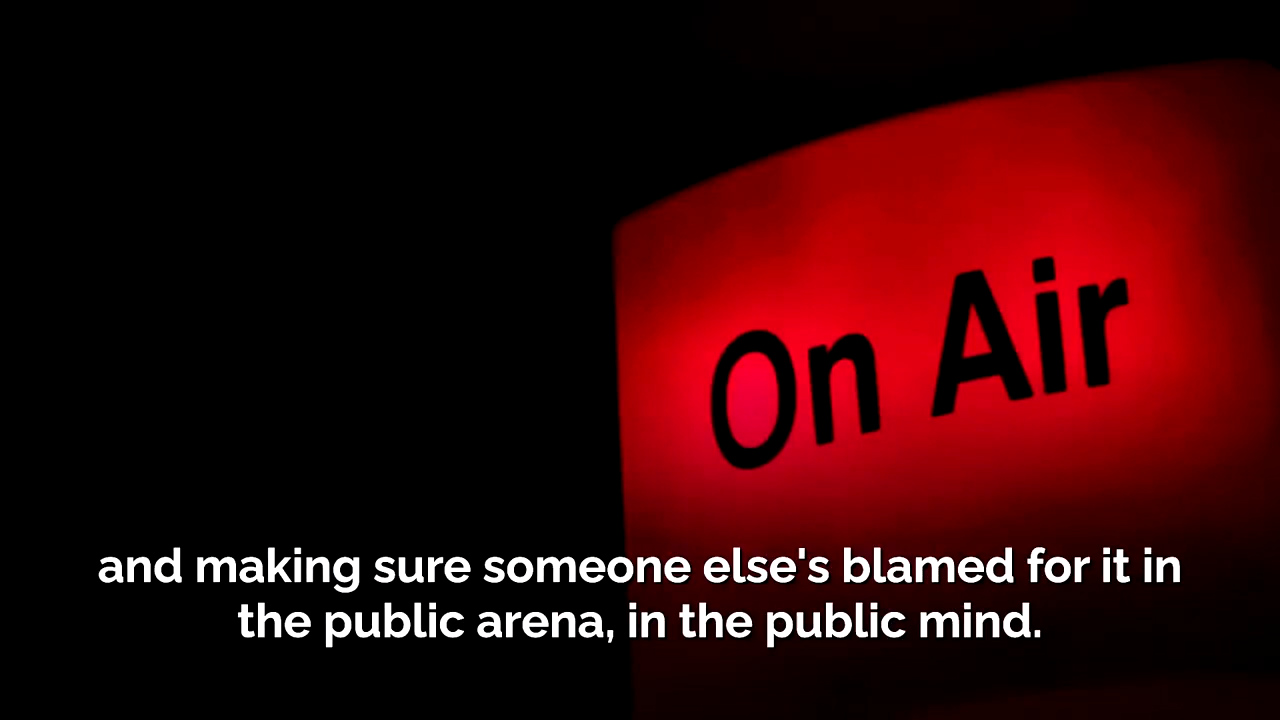 On Air
and making sure someone else's blamed for it in
the public arena, in the public mind.